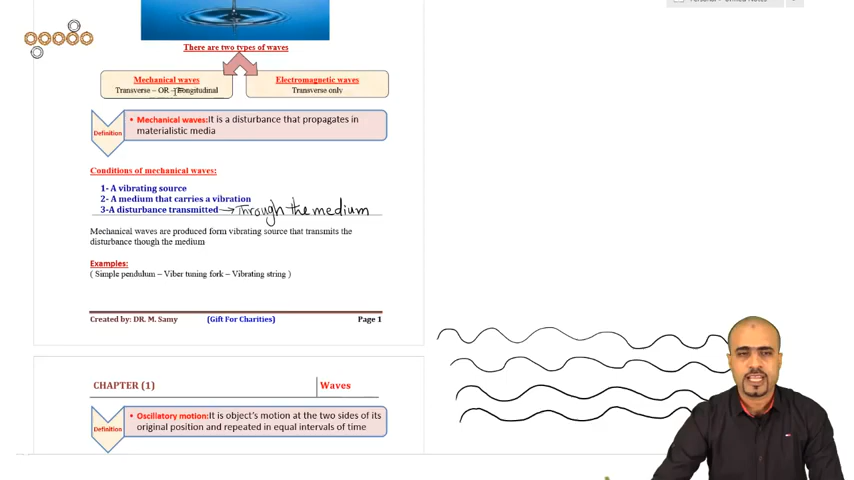 There are two types of waves
Mechanical waves
Transverse – OR – Longitudinal
Electromagnetic waves
Transverse only
Definition
• Mechanical waves: It is a disturbance that propagates in
materialistic media
Conditions of mechanical waves:
1- A vibrating source
2- A medium that carries a vibration
3-A disturbance transmitted → Through the medium
Mechanical waves are produced form vibrating source that transmits the
disturbance though the medium
Examples:
( Simple pendulum – Viber tuning fork – Vibrating string )
Created by: DR. M. Samy (Gift For Charities) Page 1
CHAPTER (1) Waves
Definition
• Oscillatory motion: It is object's motion at the two sides of its
original position and repeated in equal intervals of time